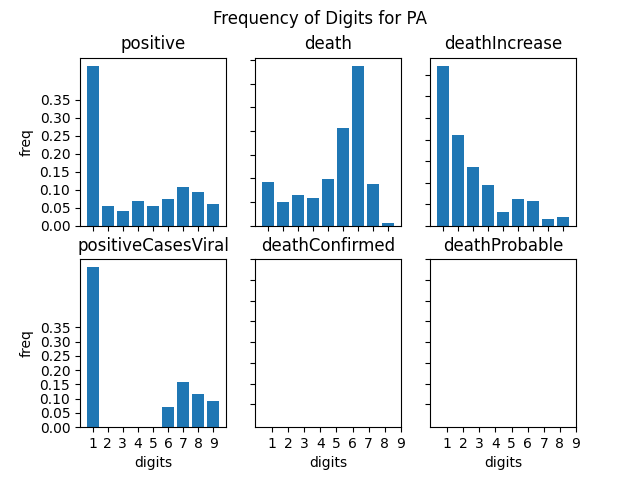 Frequency of Digits for PA
positive
death
deathIncrease
freq
0.35
0.30
0.25
0.20
0.15
0.10
0.05
0.00
positiveCasesViral
deathConfirmed
deathProbable
freq
0.35
0.30
0.25
0.20
0.15
0.10
0.05
0.00
1 2 3 4 5 6 7 8 9
1 2 3 4 5 6 7 8 9
1 2 3 4 5 6 7 8 9
digits
digits
digits